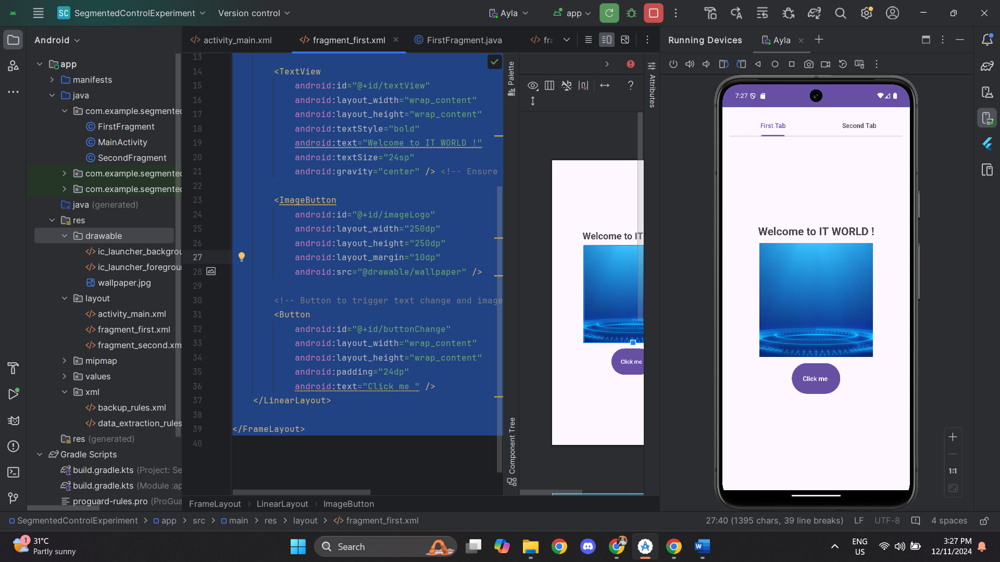 SC SegmentedControlExperiment Version control Ayla app
Android
activity_main.xml fragment_first.xml FirstFragment.java fra
Running Devices Ayla
app
manifests
java
com.example.segmented
FirstFragment
MainActivity
SecondFragment
com.example.segmented
com.example.segmented
java (generated)
res
drawable
ic_launcher_backgrou
ic_launcher_foregroun
wallpaper.jpg
layout
activity_main.xml
fragment_first.xml
fragment_second.xm
mipmap
values
xml
backup_rules.xml
data_extraction_rules
res (generated)
Gradle Scripts
build.gradle.kts (Project: Se
build.gradle.kts (Module :ap
proguard-rules.pro (ProGua
13
14 <TextView
15 android:id="@+id/textView"
16 android:layout_width="wrap_content"
17 android:layout_height="wrap_content"
18 android:textStyle="bold"
19 android:text="Welcome to IT WORLD !"
20 android:textSize="24sp"
21 android:gravity="center" /> <!-- Ensure
22
23 <ImageButton
24 android:id="@+id/imageLogo"
25 android:layout_width="250dp"
26 android:layout_height="250dp"
27 android:layout_margin="10dp"
28 android:src="@drawable/wallpaper" />
29
30 <!-- Button to trigger text change and image
31 <Button
32 android:id="@+id/buttonChange"
33 android:layout_width="wrap_content"
34 android:layout_height="wrap_content"
35 android:padding="24dp"
36 android:text="Click me " />
37 </LinearLayout>
38
39 </FrameLayout>
40
FrameLayout LinearLayout ImageButton
Palette
Component Tree
Attributes
Welcome to IT
Click me
7:27
First Tab Second Tab
Welcome to IT WORLD !
Click me
1:1
SegmentedControlExperiment > app > src > main > res > layout > fragment_first.xml
27:40 (1395 chars, 39 line breaks) LF UTF-8 4 spaces
1
31°C
Partly sunny
Search
ENG
US
3:27 PM
12/11/2024